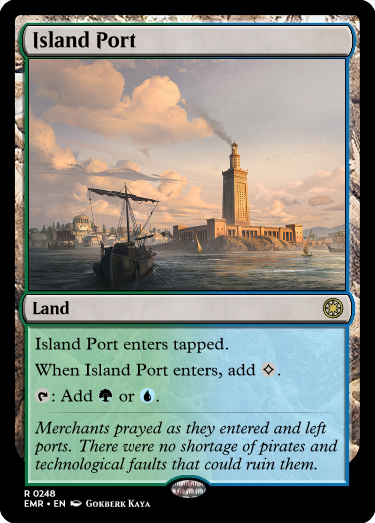 Island Port
Land
Island Port enters tapped.
When Island Port enters, add ◇.
: Add or .
Merchants prayed as they entered and left
ports. There were no shortage of pirates and
technological faults that could ruin them.
R 0248
EMR • EN Gokberk Kaya